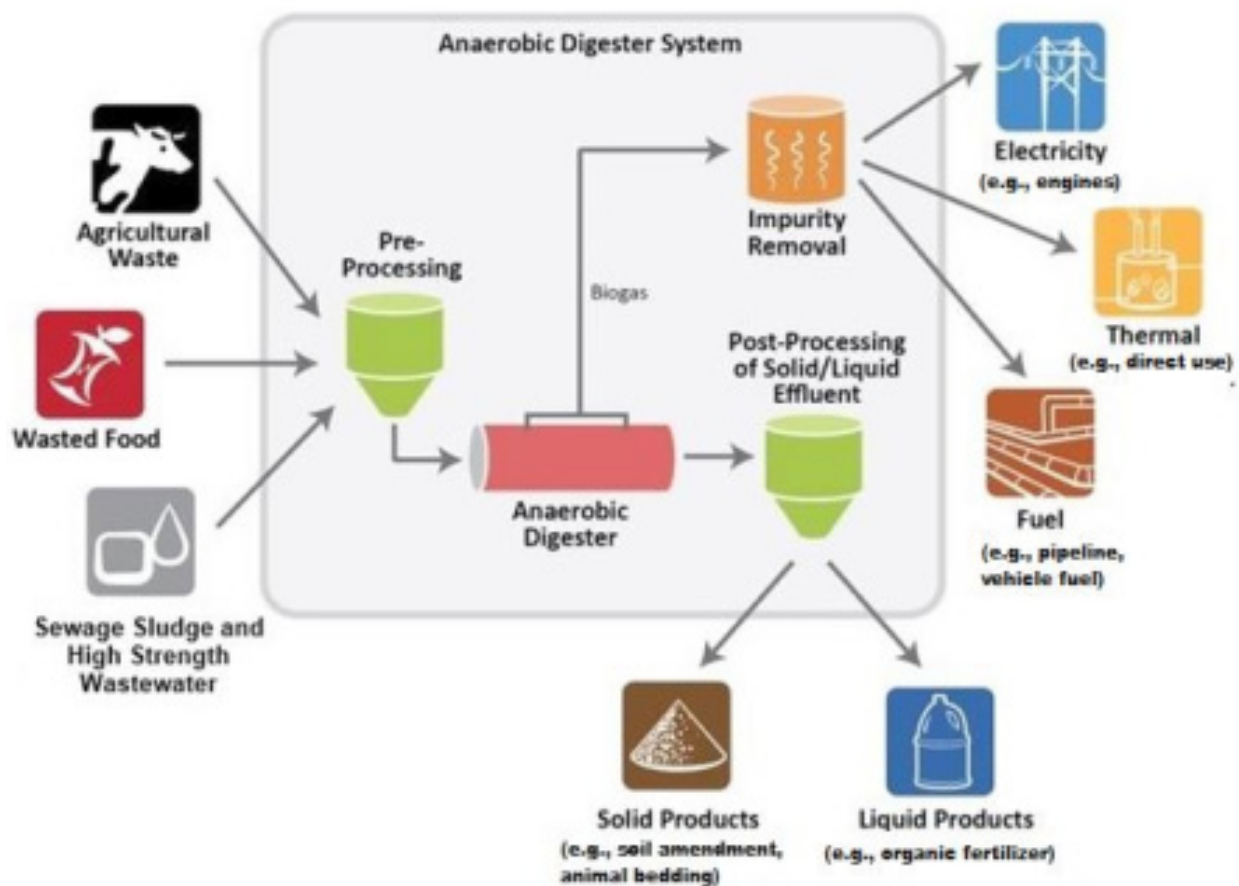 Anaerobic Digester System
Agricultural
Waste
Wasted Food
Sewage Sludge and
High Strength
Wastewater
Pre-
Processing
Anaerobic
Digester
Biogas
Impurity
Removal
Post-Processing
of Solid/Liquid
Effluent
Electricity
(e.g., engines)
Thermal
(e.g., direct use)
Fuel
(e.g., pipeline,
vehicle fuel)
Solid Products
(e.g., soil amendment,
animal bedding)
Liquid Products
(e.g., organic fertilizer)